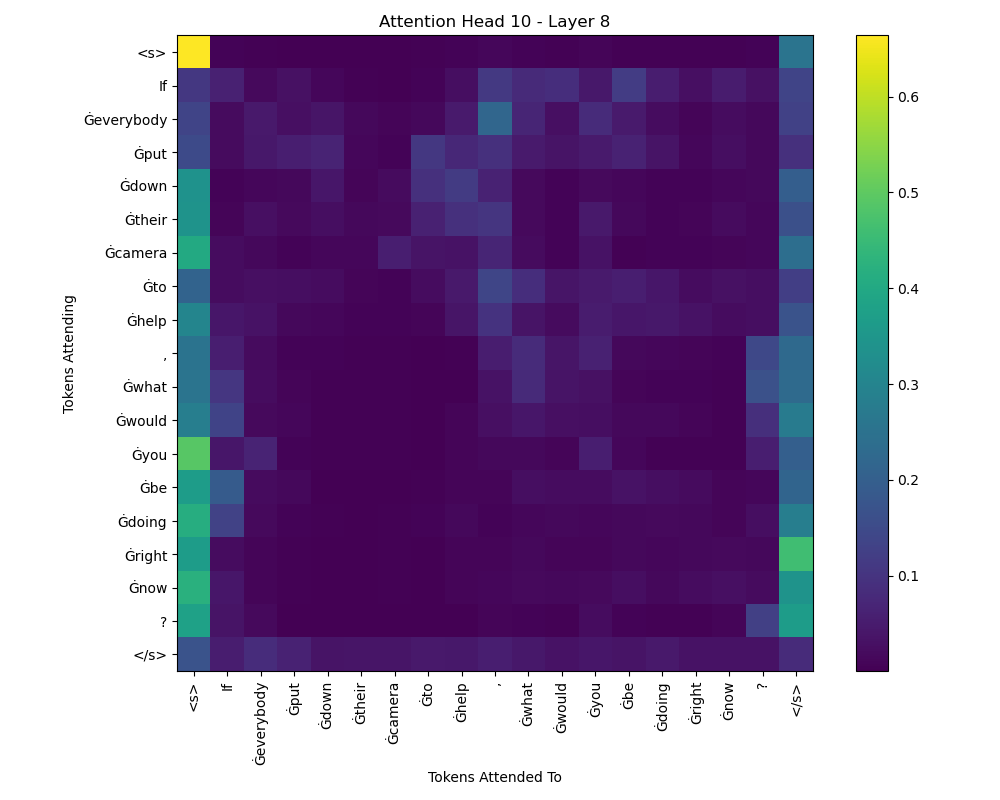 Attention Head 10 - Layer 8
Tokens Attending
<s>
If
Ġeverybody
Ġput
Ġdown
Ġtheir
Ġcamera
Ġto
Ġhelp
,
Ġwhat
Ġwould
Ġyou
Ġbe
Ġdoing
Ġright
Ġnow
?
</s>
<s>
If
Ġeverybody
Ġput
Ġdown
Ġtheir
Ġcamera
Ġto
Ġhelp
,
Ġwhat
Ġwould
Ġyou
Ġbe
Ġdoing
Ġright
Ġnow
?
</s>
Tokens Attended To
0.6
0.5
0.4
0.3
0.2
0.1